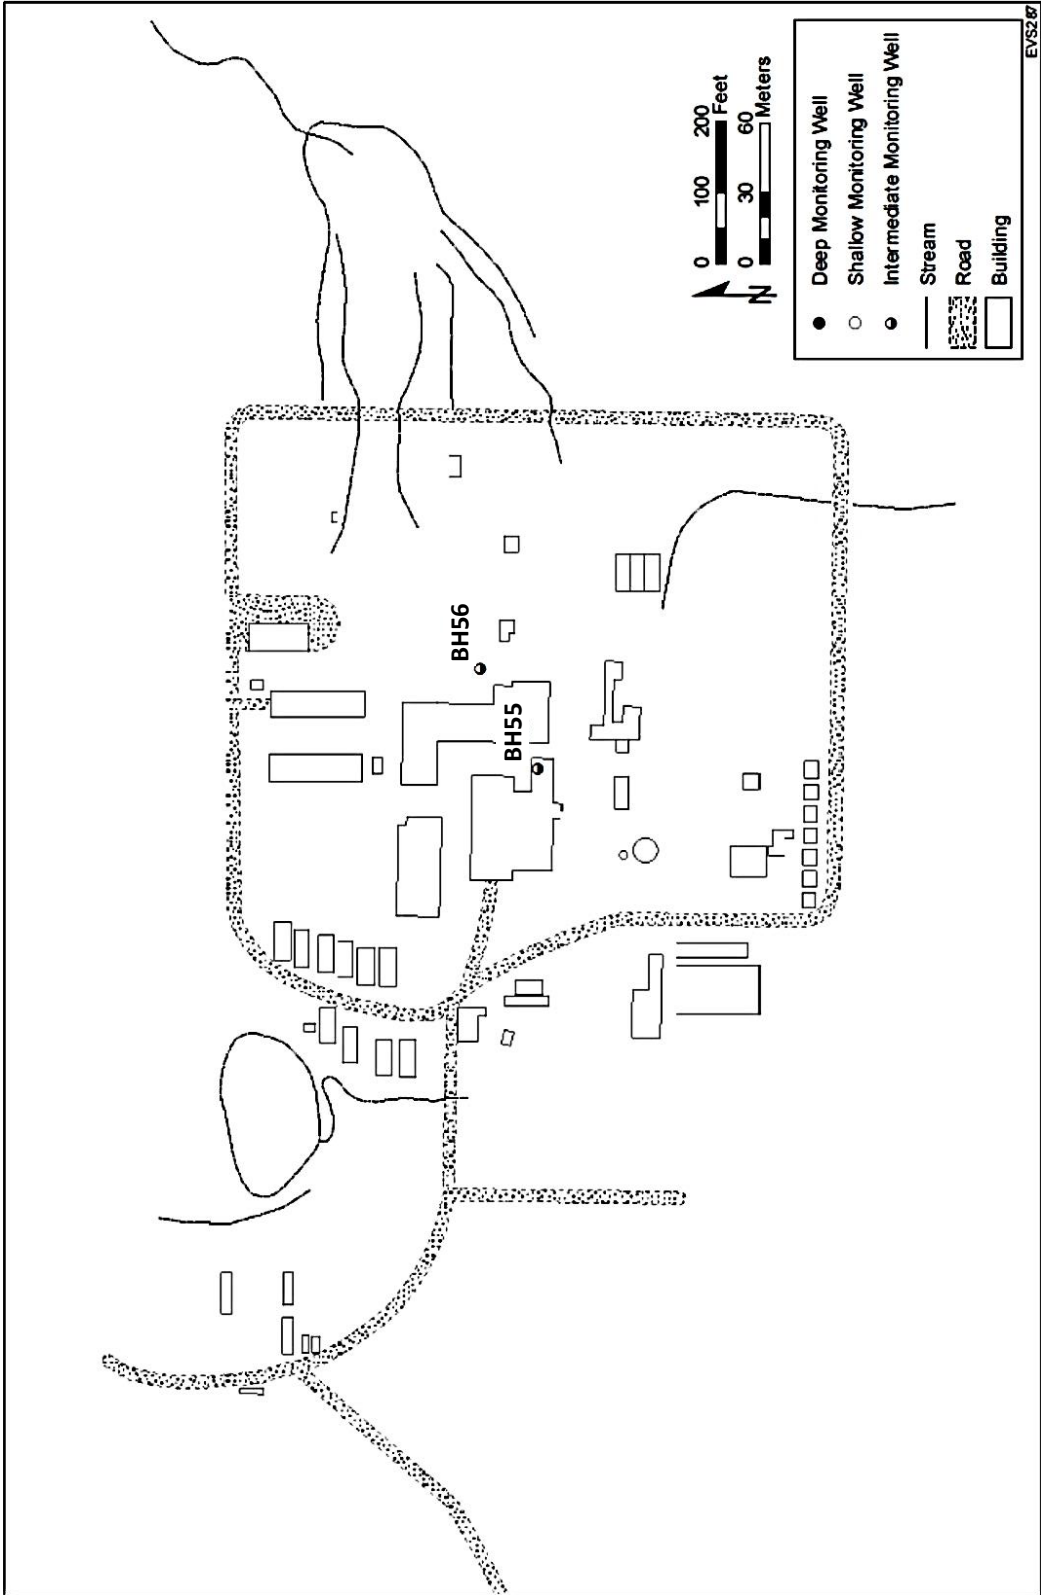 BH56
BH55
N
0 100 200
Feet
0 30 60
Meters
Deep Monitoring Well
Shallow Monitoring Well
Intermediate Monitoring Well
Stream
Road
Building
EVS287